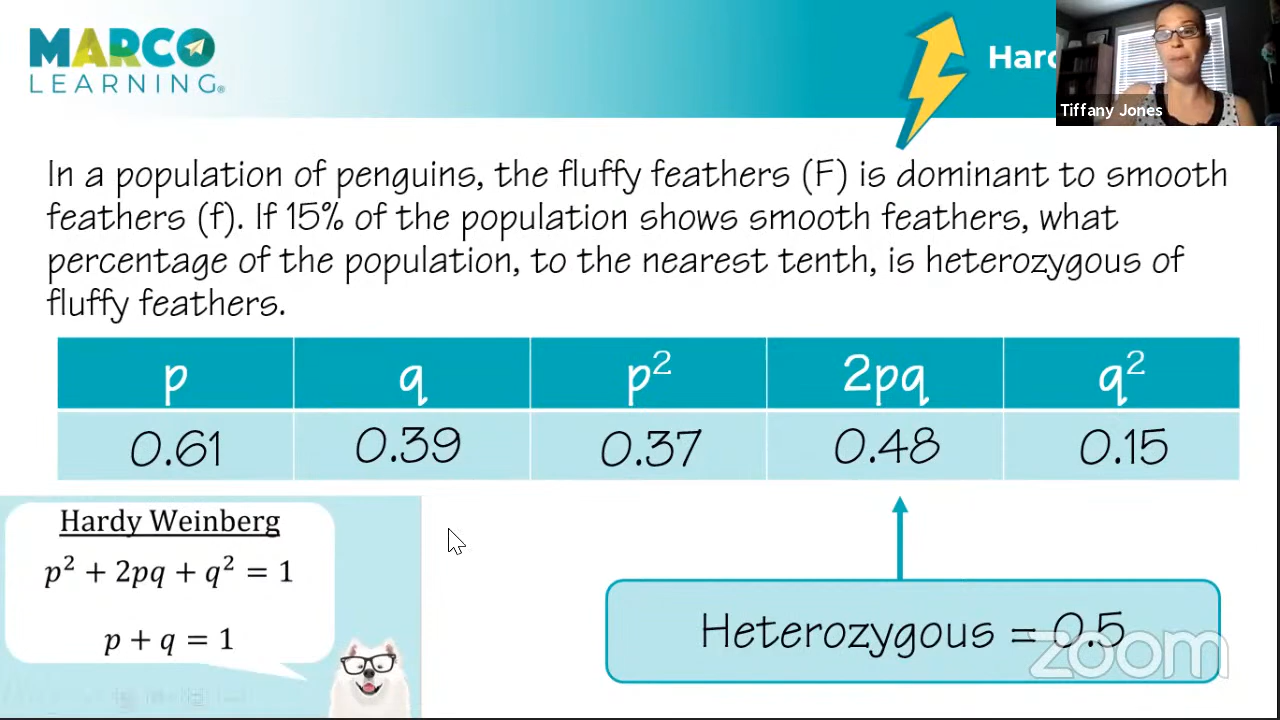 MARCO
LEARNING®
Tiffany Jones
In a population of penguins, the fluffy feathers (F) is dominant to smooth
feathers (f). If 15% of the population shows smooth feathers, what
percentage of the population, to the nearest tenth, is heterozygous of
fluffy feathers.
p q p² 2pq q²
0.61 0.39 0.37 0.48 0.15
Hardy Weinberg
p² + 2pq + q² = 1
p + q = 1
Heterozygous = 0.5
zoom